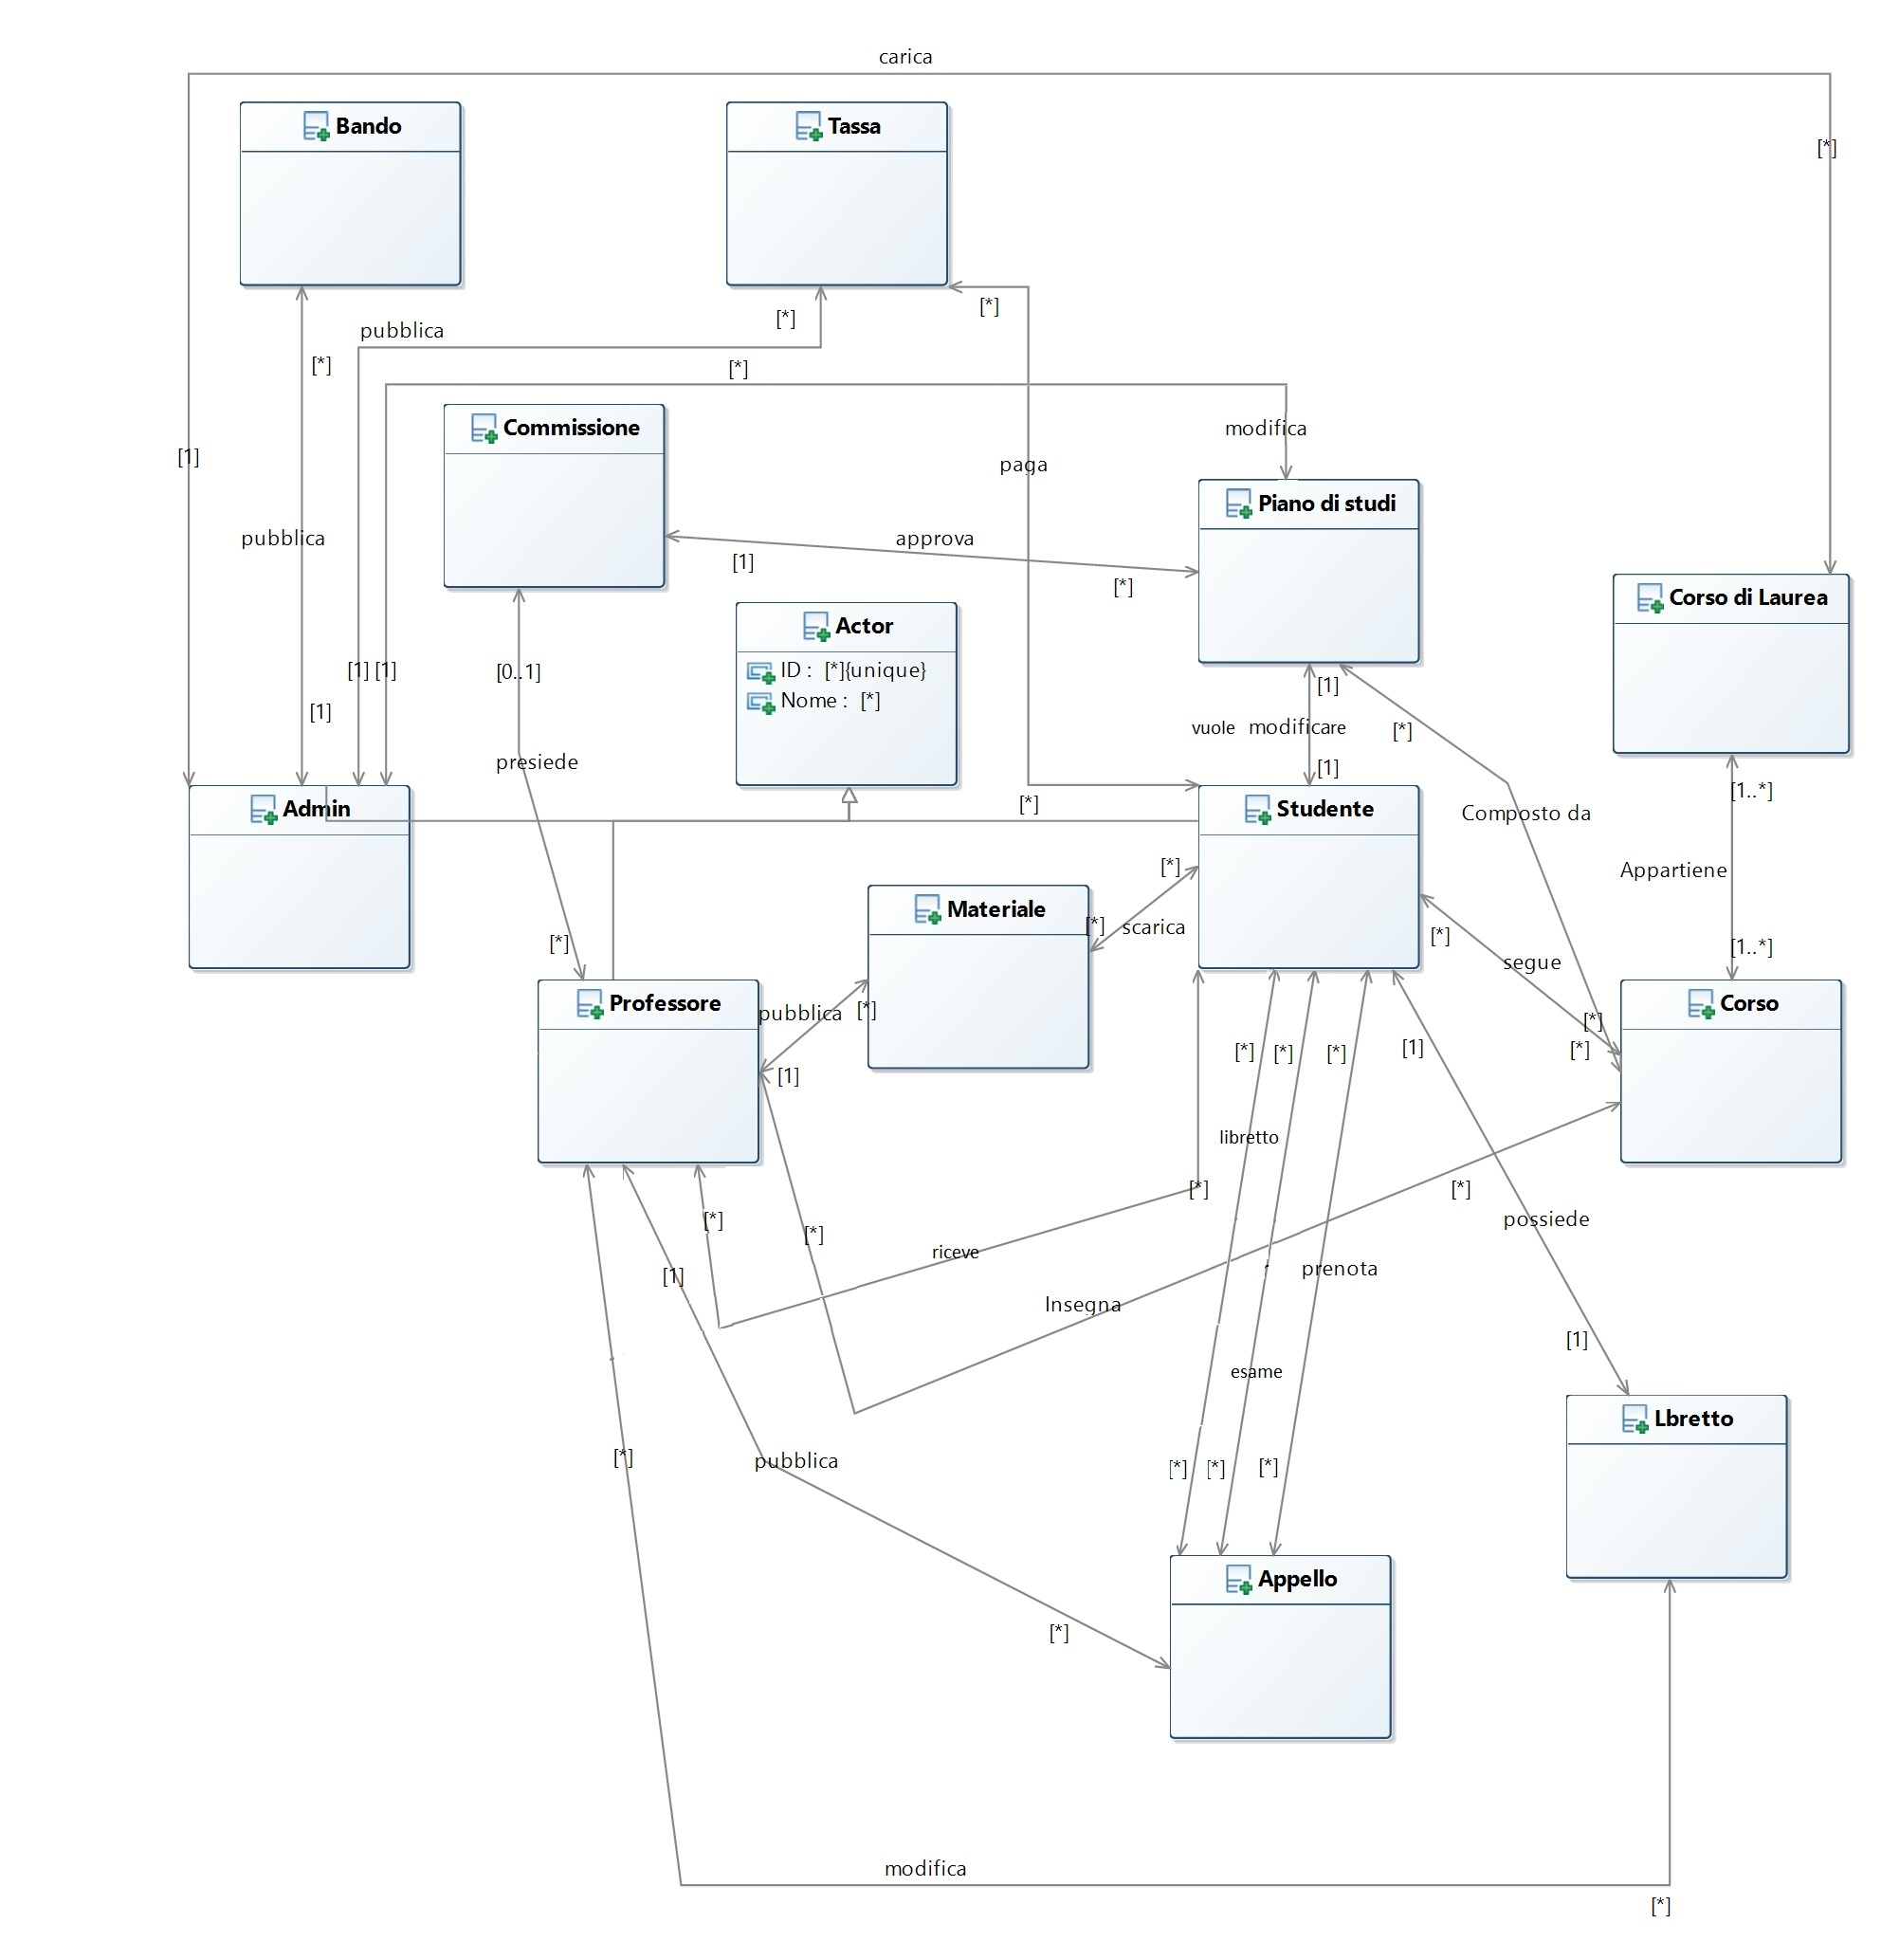 carica
Bando
Tassa
[*]
[*]
[*]
pubblica
[*]
[*]
Commissione
modifica
[1]
paga
Piano di studi
pubblica
approva
[1]
[*]
Corso di Laurea
Actor
[0..1]
[1]
[1]
ID : [*]{unique}
[1]
Nome : [*]
[1]
vuole modificare
[*]
presiede
[1]
[1..*]
Admin
[*]
Studente
Composto da
[*]
Appartiene
Materiale
[*]
scarica
[*]
[*]
[1..*]
segue
Professore
pubblica
[*]
Corso
[*]
[*]
[*]
[*]
[*]
[1]
[*]
[1]
libretto
[*]
[*]
[*]
[*]
possiede
riceve
[1]
prenota
Insegna
[1]
esame
Lbretto
[*]
pubblica
[*]
[*]
[*]
Appello
[*]
modifica
[*]